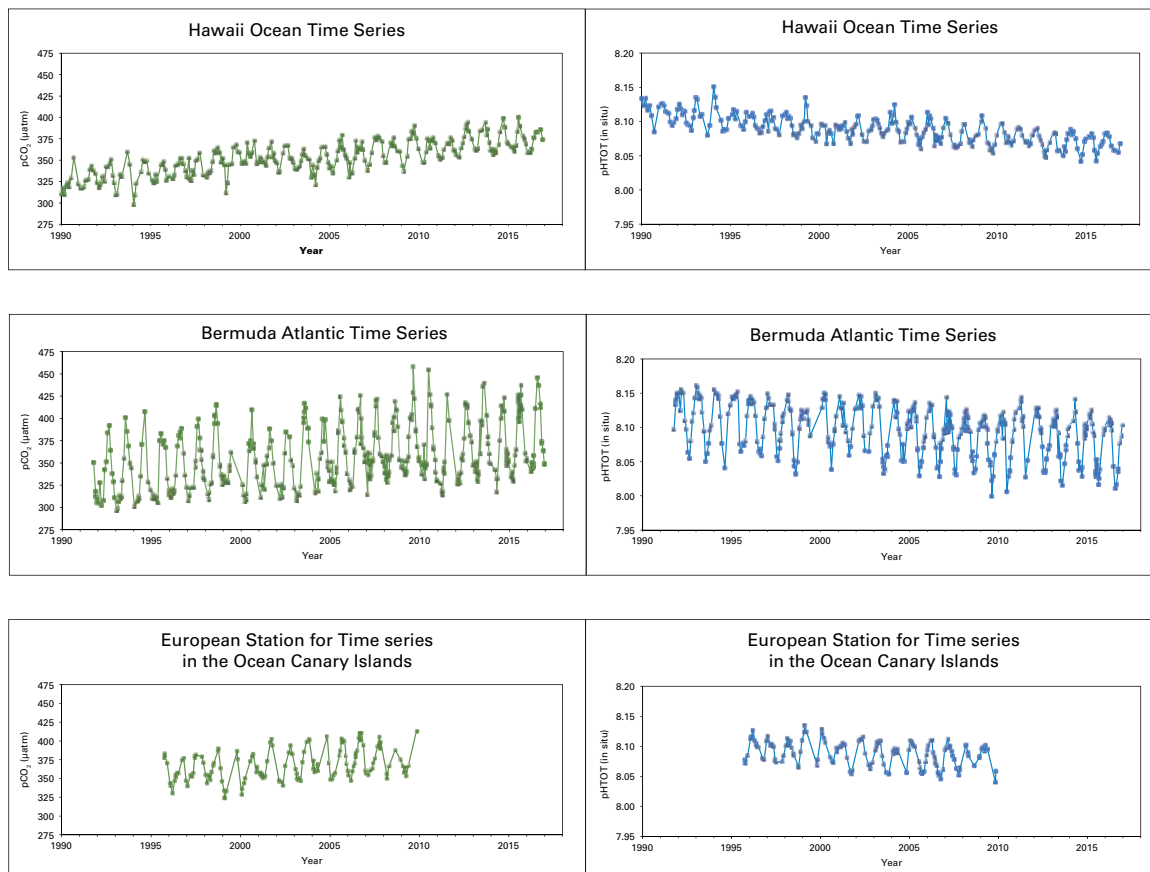 Hawaii Ocean Time Series
475
450
425
400
375
350
325
300
275
pCO2 (µatm)
1990 1995 2000 2005 2010 2015
Year
Hawaii Ocean Time Series
8.20
8.15
8.10
8.05
8.00
7.95
pHTOT (in situ)
1990 1995 2000 2005 2010 2015
Year
Bermuda Atlantic Time Series
475
450
425
400
375
350
325
300
275
pCO2 (µatm)
1990 1995 2000 2005 2010 2015
Year
Bermuda Atlantic Time Series
8.20
8.15
8.10
8.05
8.00
7.95
pHTOT (in situ)
1990 1995 2000 2005 2010 2015
Year
European Station for Time series
in the Ocean Canary Islands
475
450
425
400
375
350
325
300
275
pCO2 (µatm)
1990 1995 2000 2005 2010 2015
Year
European Station for Time series
in the Ocean Canary Islands
8.20
8.15
8.10
8.05
8.00
7.95
pHTOT (in situ)
1990 1995 2000 2005 2010 2015
Year